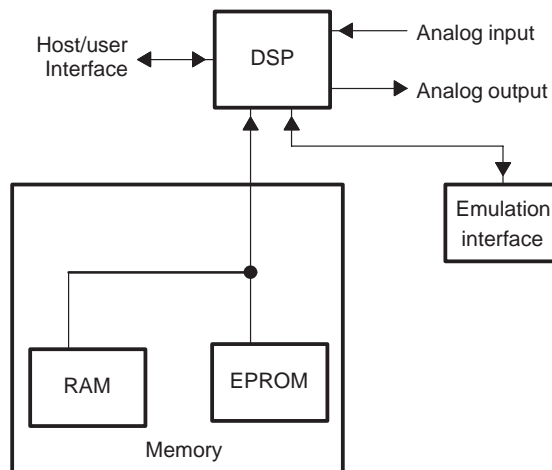 Host/user
Interface
DSP
Analog input
Analog output
Emulation
interface
RAM
EPROM
Memory